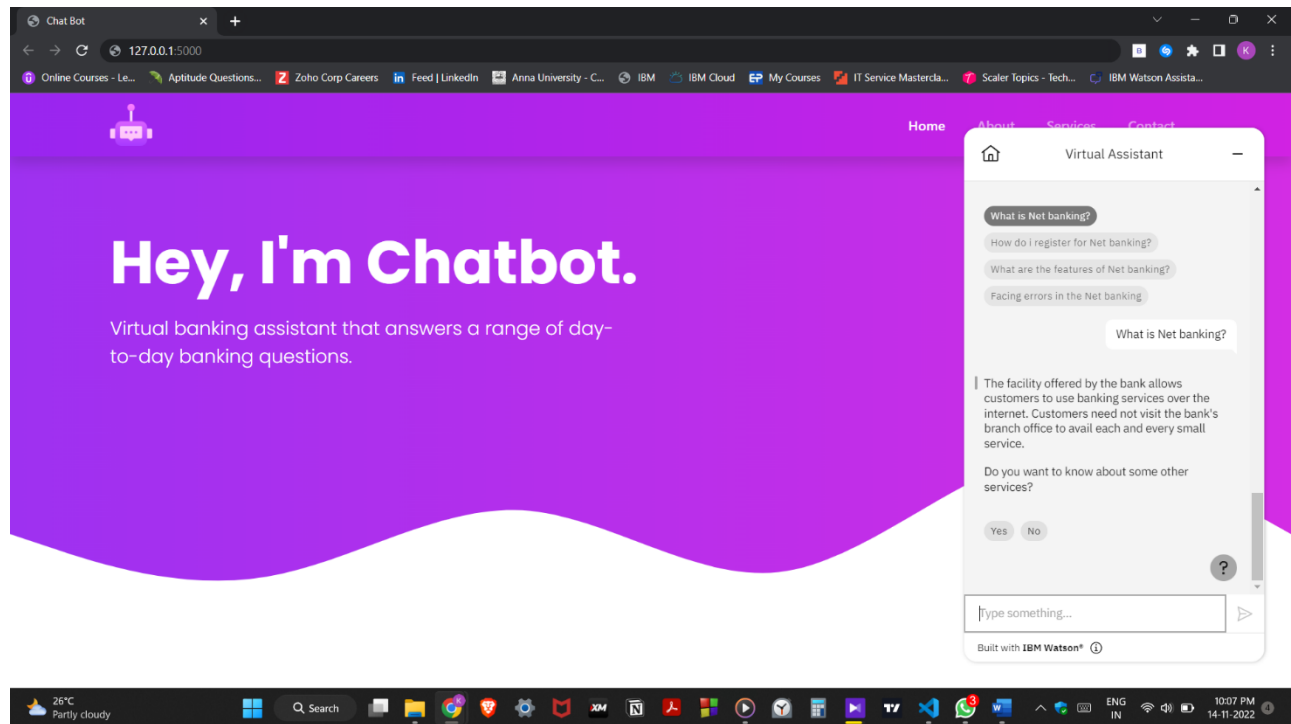 Chat Bot
127.0.0.1:5000
Online Courses - Le... Aptitude Questions... Zoho Corp Careers Feed | LinkedIn Anna University - C... IBM IBM Cloud My Courses IT Service Mastercla... Scaler Topics - Tech... IBM Watson Assista...
Home About Services Contact
Hey, I'm Chatbot.
Virtual banking assistant that answers a range of day-
to-day banking questions.
Virtual Assistant
What is Net banking?
How do i register for Net banking?
What are the features of Net banking?
Facing errors in the Net banking
What is Net banking?
The facility offered by the bank allows
customers to use banking services over the
internet. Customers need not visit the bank's
branch office to avail each and every small
service.
Do you want to know about some other
services?
Yes No
?
Type something...
Built with IBM Watson®
26°C
Partly cloudy
Search
ENG
IN
10:07 PM
14-11-2022